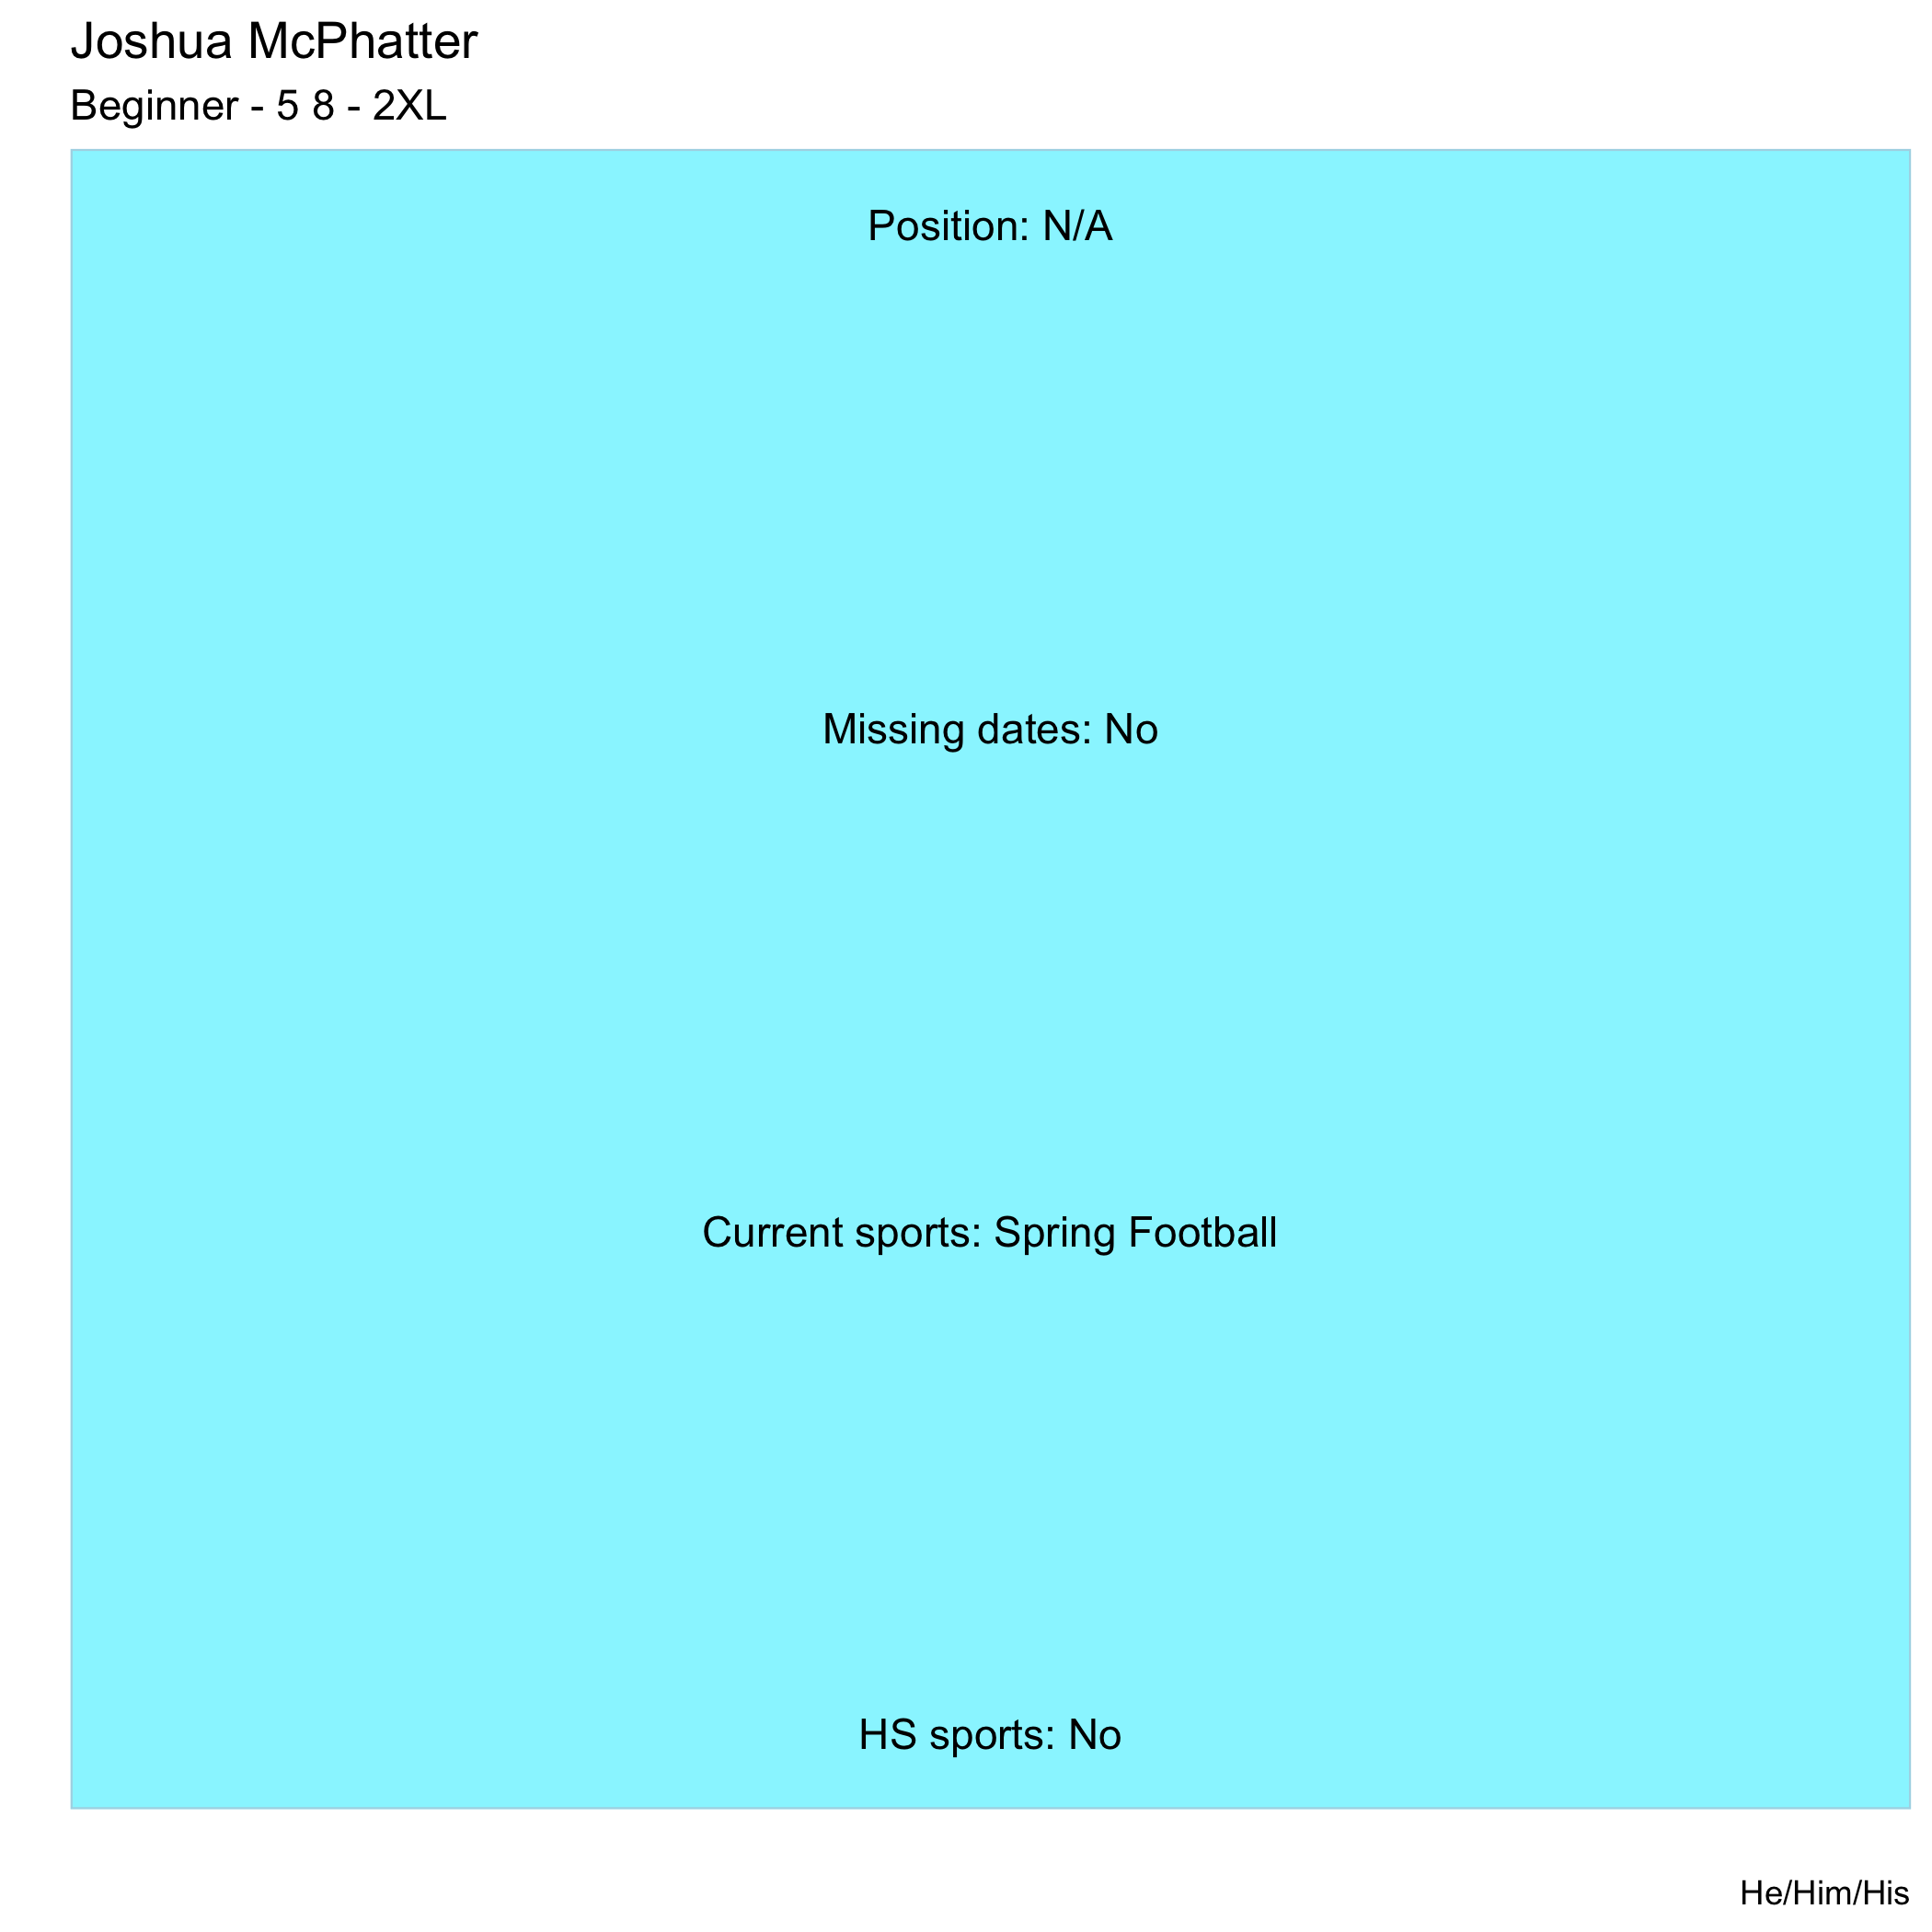 Joshua McPhatter
Beginner - 5 8 - 2XL
Position: N/A
Missing dates: No
Current sports: Spring Football
HS sports: No
He/Him/His